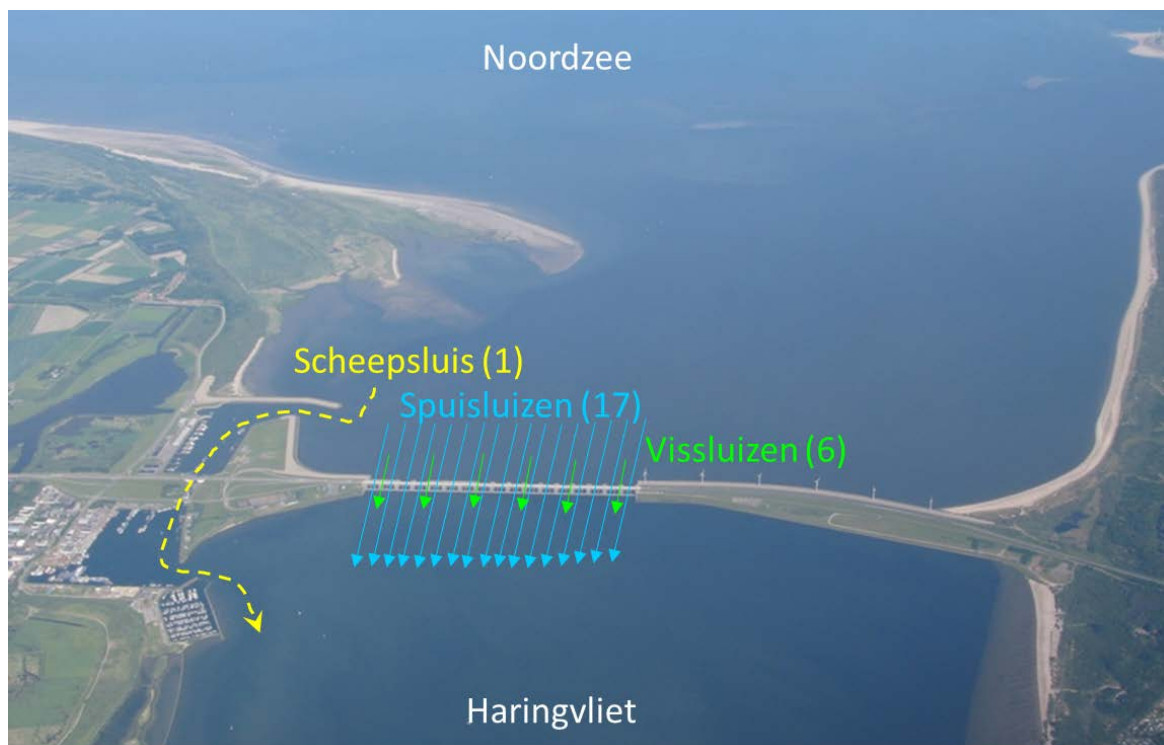 Noordzee
Scheepsluis (1)
Spuisluizen (17)
Vissluizen (6)
Haringvliet